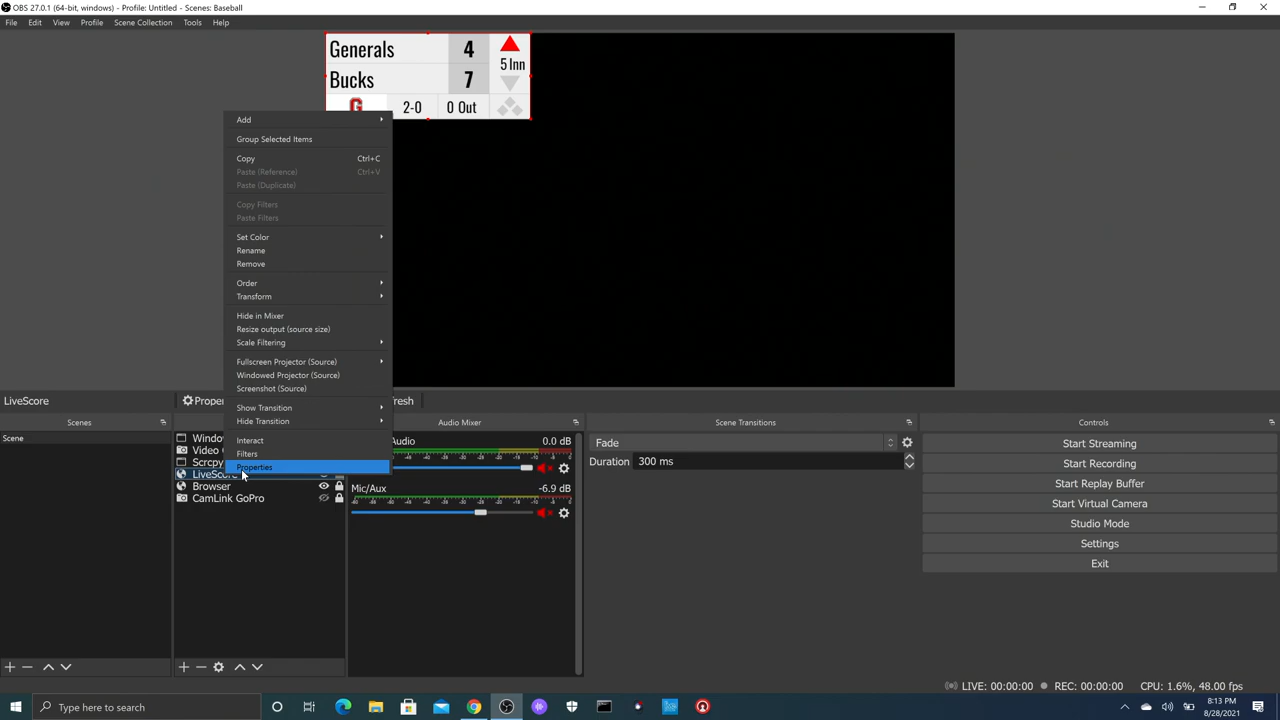 OBS 27.0.1 (64-bit, windows) - Profile: Untitled - Scenes: Baseball
File Edit View Profile Scene Collection Tools Help
Generals 4
5 Inn
Bucks 7
G 2-0 0 Out
Add
Group Selected Items
Copy Ctrl+C
Paste (Reference) Ctrl+V
Paste (Duplicate)
Copy Filters
Paste Filters
Set Color
Rename
Remove
Order
Transform
Hide in Mixer
Resize output (source size)
Scale Filtering
Fullscreen Projector (Source)
Windowed Projector (Source)
Screenshot (Source)
Show Transition
Hide Transition
Interact
Filters
Properties
LiveScore
Scenes Audio Mixer Scene Transitions Controls
Scene
Video
Scrcpy
LiveScore
Browser
CamLink GoPro
Audio 0.0 dB
Mic/Aux -6.9 dB
Fade
Duration 300 ms
Start Streaming
Start Recording
Start Replay Buffer
Start Virtual Camera
Studio Mode
Settings
Exit
LIVE: 00:00:00 REC: 00:00:00 CPU: 1.6%, 48.00 fps
Type here to search
8:13 PM
8/28/2021